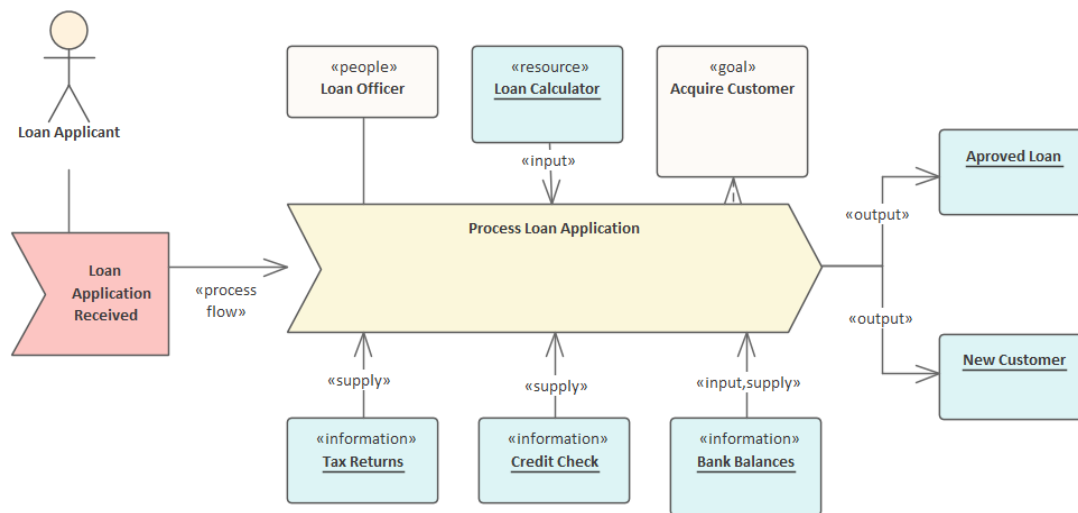 Loan Applicant
«people»
Loan Officer
«resource»
Loan Calculator
«goal»
Acquire Customer
«input»
Aproved Loan
«output»
Process Loan Application
Loan
Application
Received
«process
flow»
«output»
New Customer
«supply»
«supply»
«input,supply»
«information»
Tax Returns
«information»
Credit Check
«information»
Bank Balances